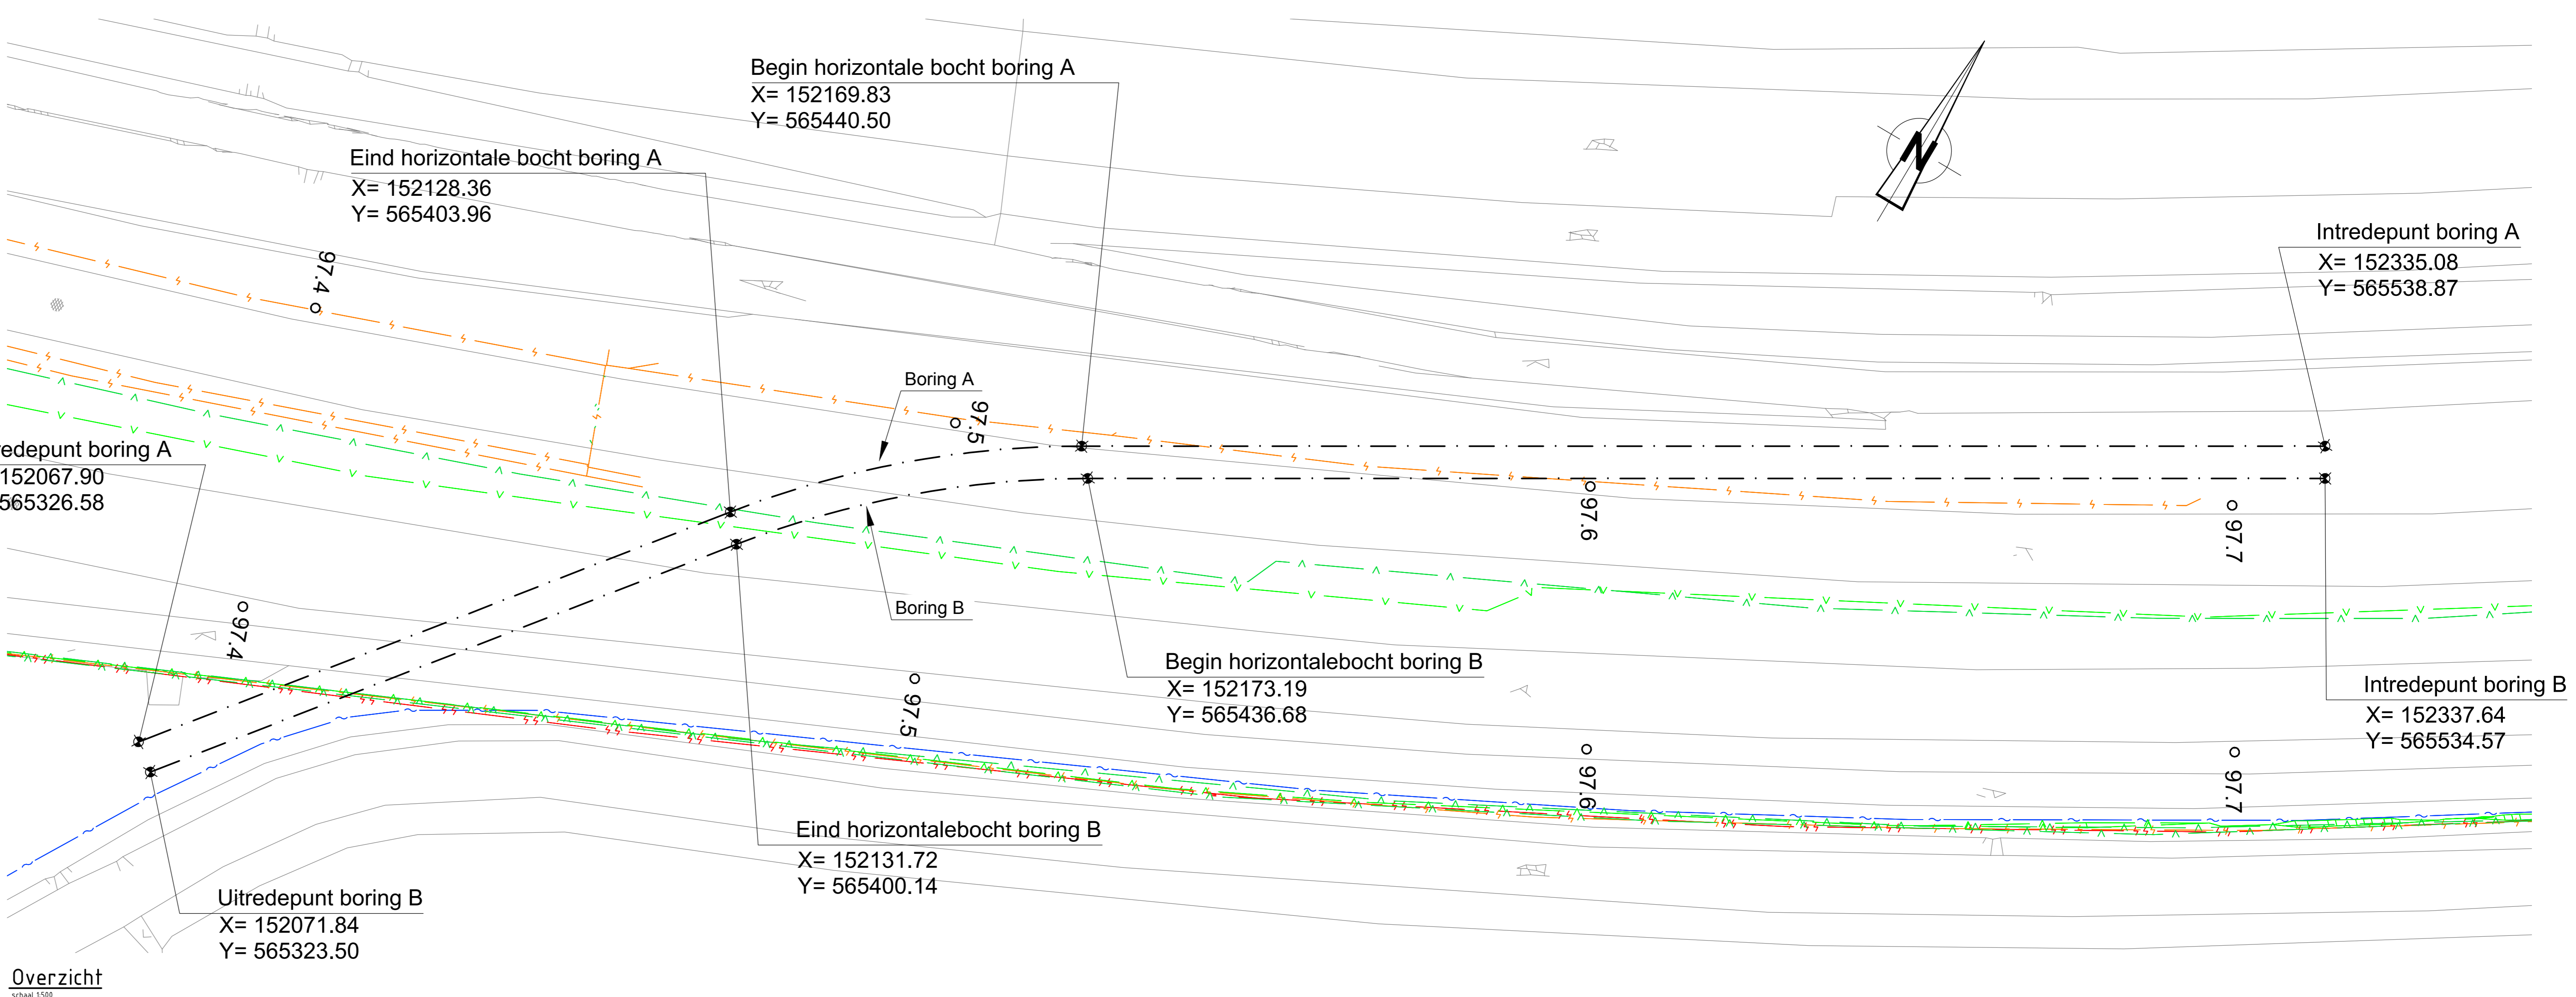 Begin horizontale bocht boring A
X= 152169.83
Y= 565440.50
Eind horizontale bocht boring A
X= 152128.36
Y= 565403.96
N
Intredepunt boring A
X= 152335.08
Y= 565538.87
97.4
Boring A
97.5
redepunt boring A
152067.90
565326.58
97.6
97.7
Boring B
97.4
Begin horizontalebocht boring B
X= 152173.19
Y= 565436.68
Intredepunt boring B
X= 152337.64
Y= 565534.57
97.5
97.6
97.7
Eind horizontalebocht boring B
X= 152131.72
Y= 565400.14
Uitredepunt boring B
X= 152071.84
Y= 565323.50
Overzicht
schaal 1:500